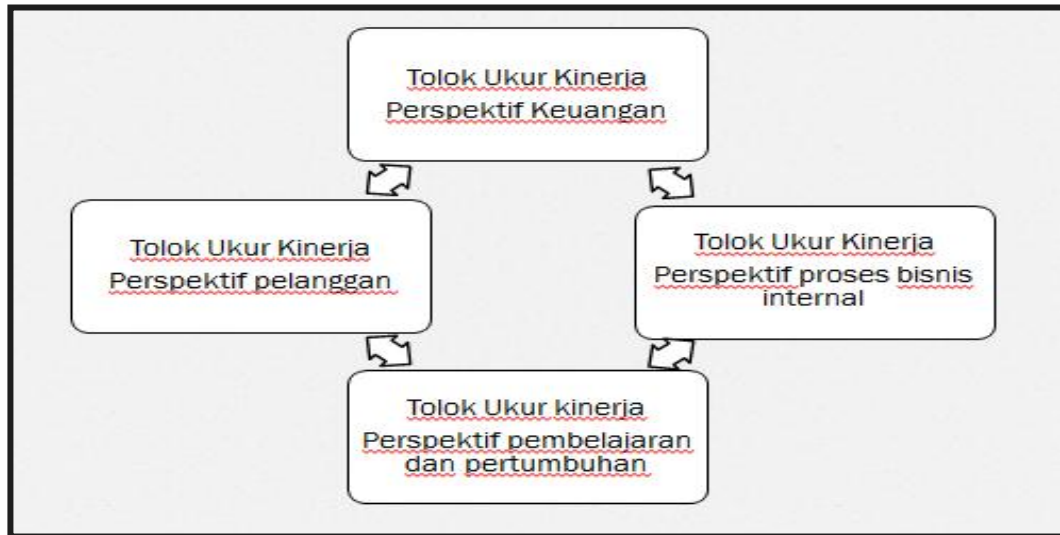 Tolok Ukur Kinerja
Perspektif Keuangan
Tolok Ukur Kinerja
Perspektif pelanggan
Tolok Ukur Kinerja
Perspektif proses bisnis
internal
Tolok Ukur kinerja
Perspektif pembelajaran
dan pertumbuhan